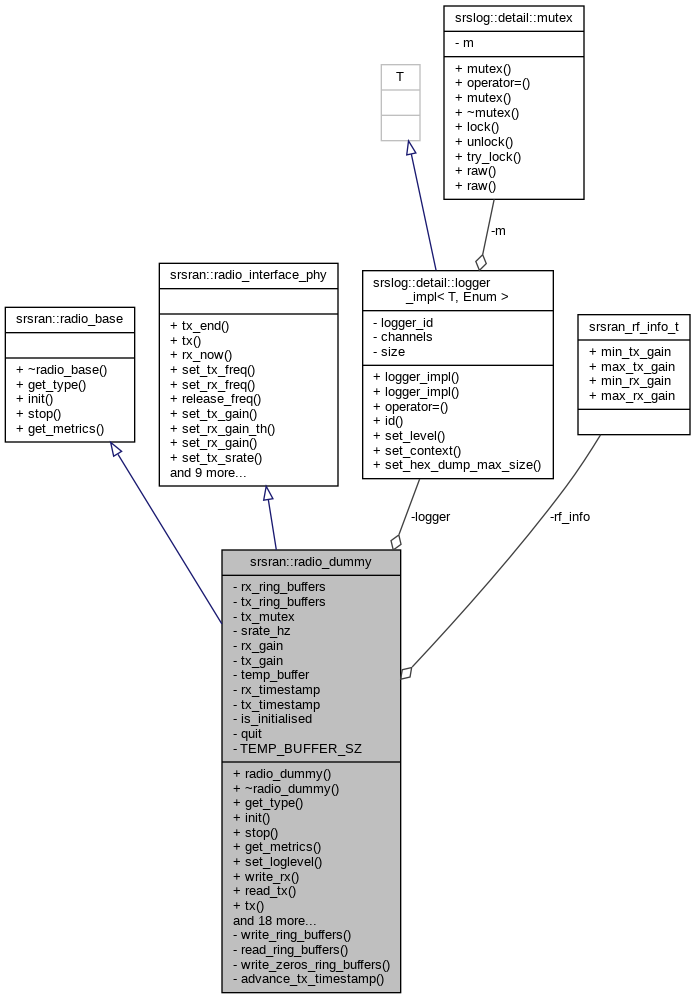 srslog::detail::mutex
- m
+ mutex()
+ operator=()
+ mutex()
+ ~mutex()
+ lock()
+ unlock()
+ try_lock()
+ raw()
+ raw()
T
-m
srsran::radio_base
+ ~radio_base()
+ get_type()
+ init()
+ stop()
+ get_metrics()
srsran::radio_interface_phy
+ tx_end()
+ tx()
+ rx_now()
+ set_tx_freq()
+ set_rx_freq()
+ release_freq()
+ set_tx_gain()
+ set_rx_gain_th()
+ set_rx_gain()
+ set_tx_srate()
and 9 more...
srslog::detail::logger
_impl< T, Enum >
- logger_id
- channels
- size
+ logger_impl()
+ logger_impl()
+ operator=()
+ id()
+ set_level()
+ set_context()
+ set_hex_dump_max_size()
srsran_rf_info_t
+ min_tx_gain
+ max_tx_gain
+ min_rx_gain
+ max_rx_gain
-logger
-rf_info
srsran::radio_dummy
- rx_ring_buffers
- tx_ring_buffers
- tx_mutex
- srate_hz
- rx_gain
- tx_gain
- temp_buffer
- rx_timestamp
- tx_timestamp
- is_initialised
- quit
- TEMP_BUFFER_SZ
+ radio_dummy()
+ ~radio_dummy()
+ get_type()
+ init()
+ stop()
+ get_metrics()
+ set_loglevel()
+ write_rx()
+ read_tx()
+ tx()
and 18 more...
- write_ring_buffers()
- read_ring_buffers()
- write_zeros_ring_buffers()
- advance_tx_timestamp()